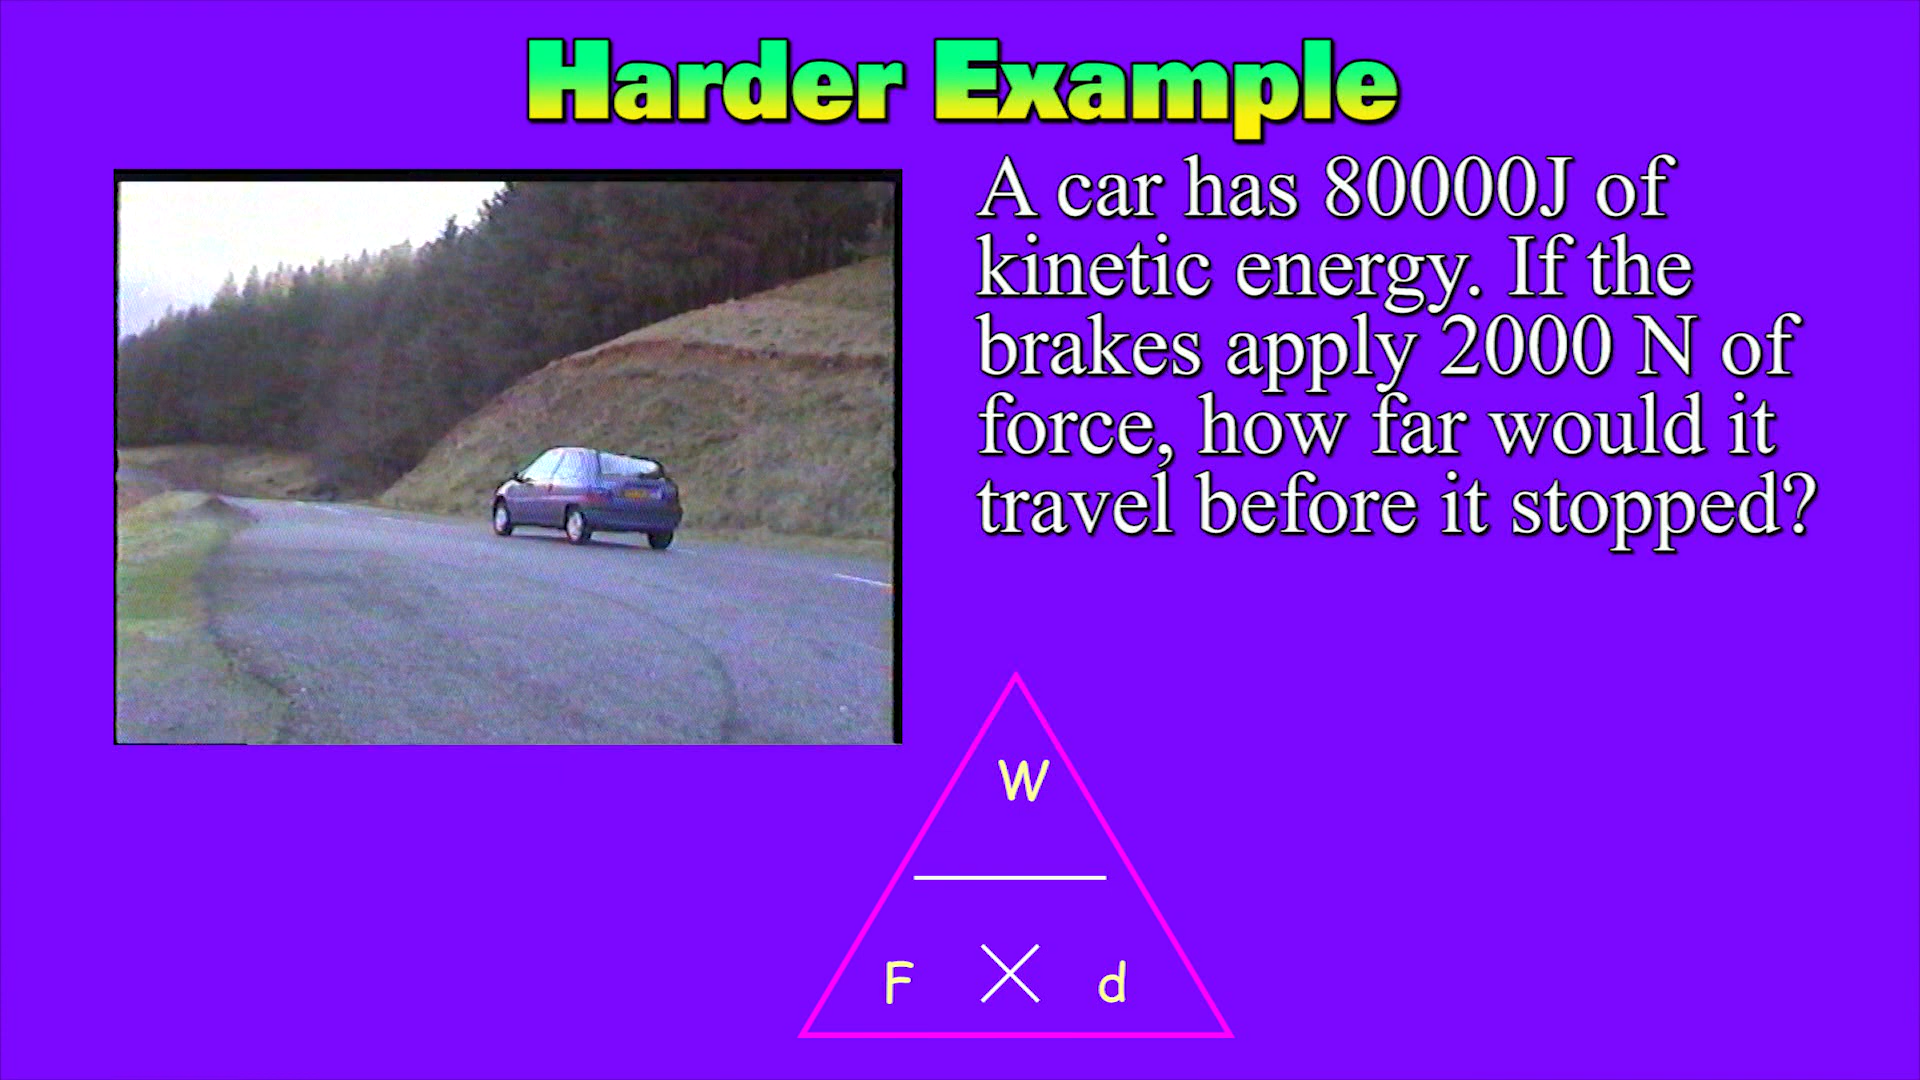 Harder Example
A car has 80000J of
kinetic energy. If the
brakes apply 2000 N of
force, how far would it
travel before it stopped?
W
F × d